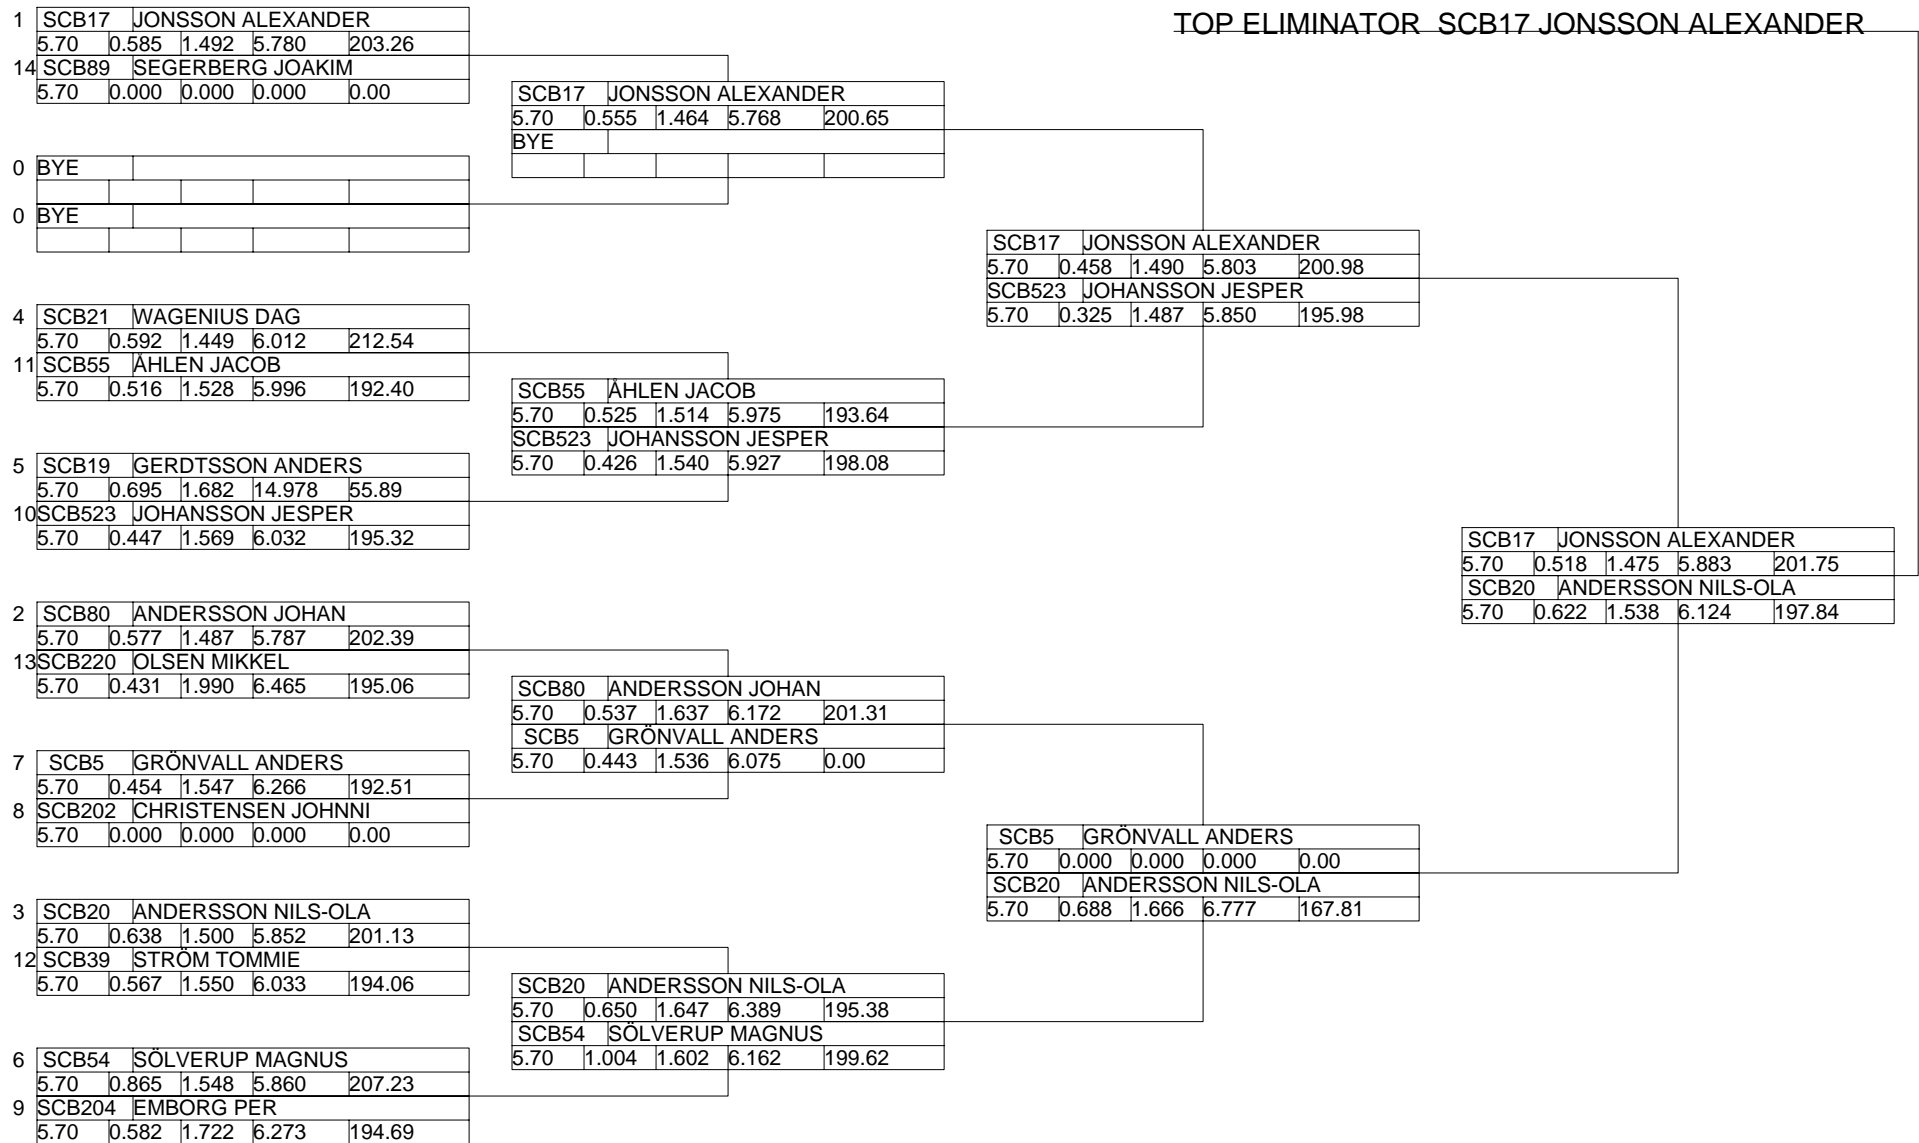 TOP ELIMINATOR SCB17 JONSSON ALEXANDER
1 SCB17 JONSSON ALEXANDER
5.70 0.585 1.492 5.780 203.26
14 SCB89 SEGERBERG JOAKIM
5.70 0.000 0.000 0.000 0.00
0 BYE
0 BYE
4 SCB21 WAGENIUS DAG
5.70 0.592 1.449 6.012 212.54
11 SCB55 ÅHLEN JACOB
5.70 0.516 1.528 5.996 192.40
5 SCB19 GERDTSSON ANDERS
5.70 0.695 1.682 14.978 55.89
10 SCB523 JOHANSSON JESPER
5.70 0.447 1.569 6.032 195.32
2 SCB80 ANDERSSON JOHAN
5.70 0.577 1.487 5.787 202.39
13 SCB220 OLSEN MIKKEL
5.70 0.431 1.990 6.465 195.06
7 SCB5 GRÖNVALL ANDERS
5.70 0.454 1.547 6.266 192.51
8 SCB202 CHRISTENSEN JOHNNI
5.70 0.000 0.000 0.000 0.00
3 SCB20 ANDERSSON NILS-OLA
5.70 0.638 1.500 5.852 201.13
12 SCB39 STRÖM TOMMIE
5.70 0.567 1.550 6.033 194.06
6 SCB54 SÖLVERUP MAGNUS
5.70 0.865 1.548 5.860 207.23
9 SCB204 EMBORG PER
5.70 0.582 1.722 6.273 194.69
SCB17 JONSSON ALEXANDER
5.70 0.555 1.464 5.768 200.65
BYE
SCB55 ÅHLEN JACOB
5.70 0.525 1.514 5.975 193.64
SCB523 JOHANSSON JESPER
5.70 0.426 1.540 5.927 198.08
SCB80 ANDERSSON JOHAN
5.70 0.537 1.637 6.172 201.31
SCB5 GRÖNVALL ANDERS
5.70 0.443 1.536 6.075 0.00
SCB20 ANDERSSON NILS-OLA
5.70 0.650 1.647 6.389 195.38
SCB54 SÖLVERUP MAGNUS
5.70 1.004 1.602 6.162 199.62
SCB17 JONSSON ALEXANDER
5.70 0.458 1.490 5.803 200.98
SCB523 JOHANSSON JESPER
5.70 0.325 1.487 5.850 195.98
SCB5 GRÖNVALL ANDERS
5.70 0.000 0.000 0.000 0.00
SCB20 ANDERSSON NILS-OLA
5.70 0.688 1.666 6.777 167.81
SCB17 JONSSON ALEXANDER
5.70 0.518 1.475 5.883 201.75
SCB20 ANDERSSON NILS-OLA
5.70 0.622 1.538 6.124 197.84